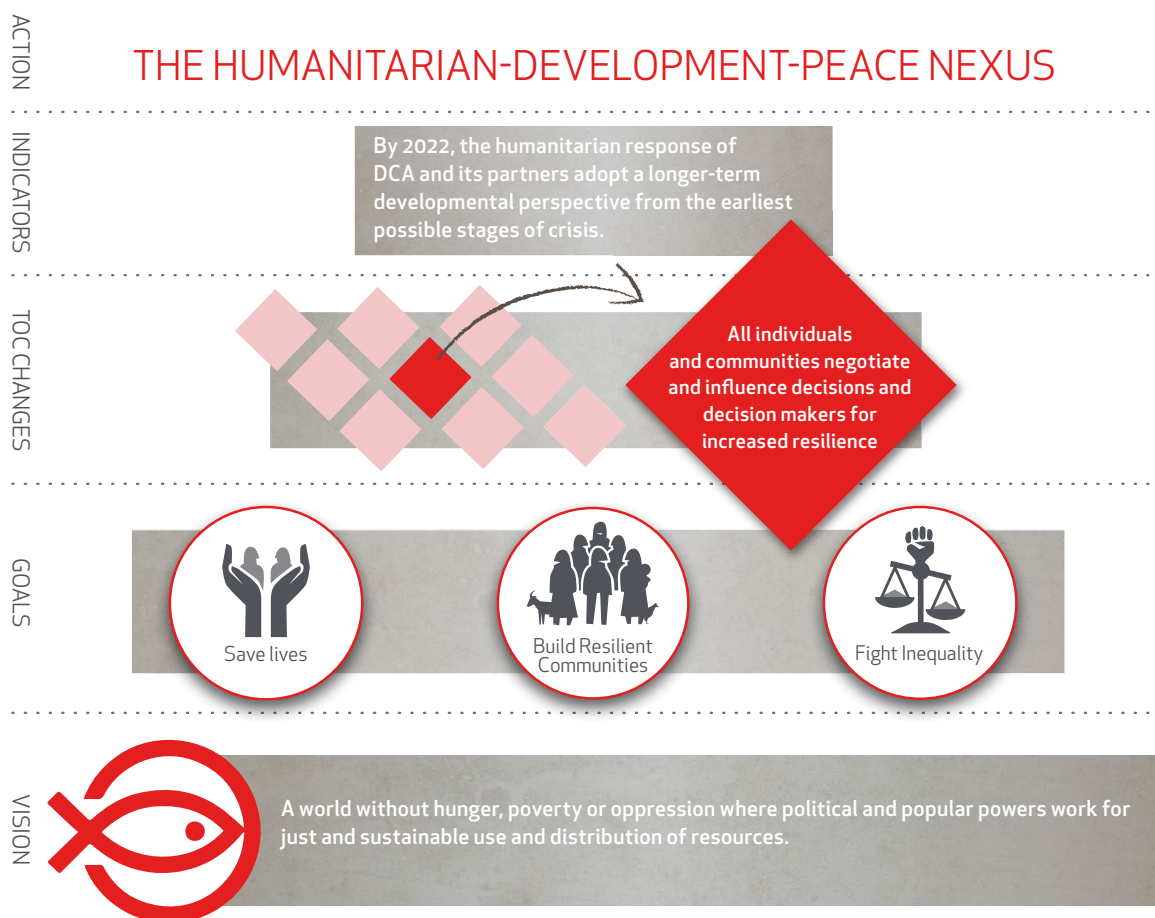 ACTION
THE HUMANITARIAN-DEVELOPMENT-PEACE NEXUS
INDICATORS
By 2022, the humanitarian response of
DCA and its partners adopt a longer-term
developmental perspective from the earliest
possible stages of crisis.
TOC CHANGES
All individuals
and communities negotiate
and influence decisions and
decision makers for
increased resilience
GOALS
Save lives
Build Resilient
Communities
Fight Inequality
VISION
A world without hunger, poverty or oppression where political and popular powers work for
just and sustainable use and distribution of resources.